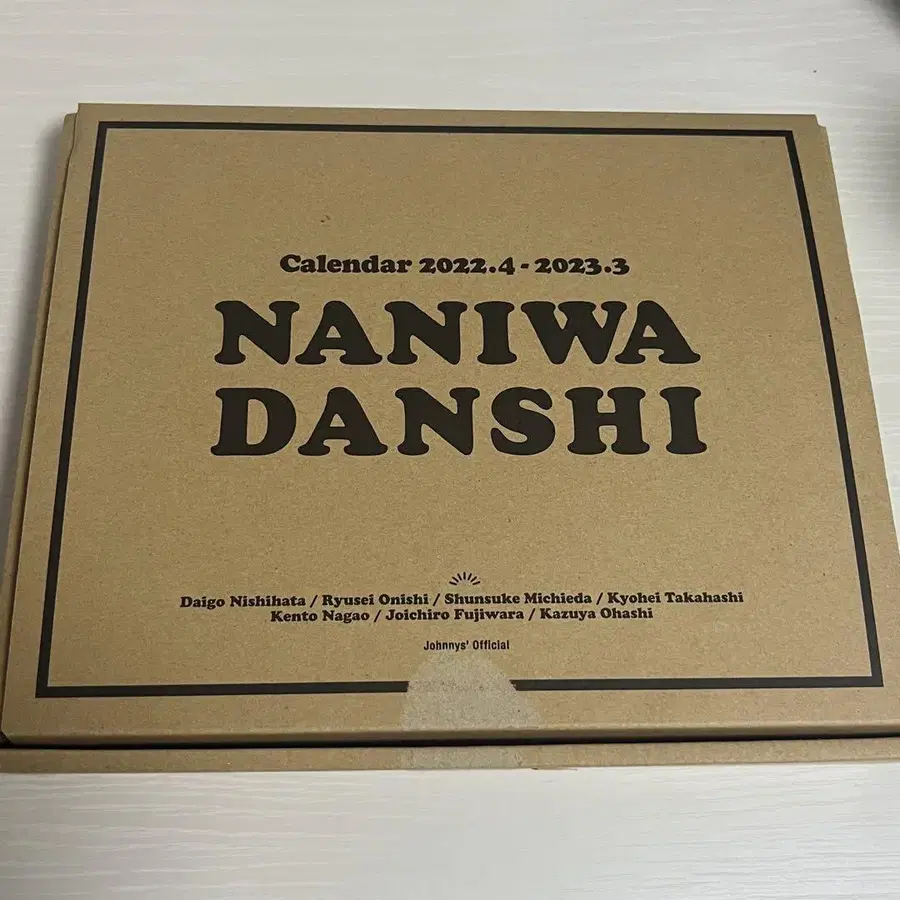 Calendar 2022.4-2023.3
NANIWA
DANSHI
Daigo Nishihata / Ryusei Onishi / Shunsuke Michieda / Kyohei Takahashi
Kento Nagao / Joichiro Fujiwara / Kazuya Ohashi
Johnnys' Official